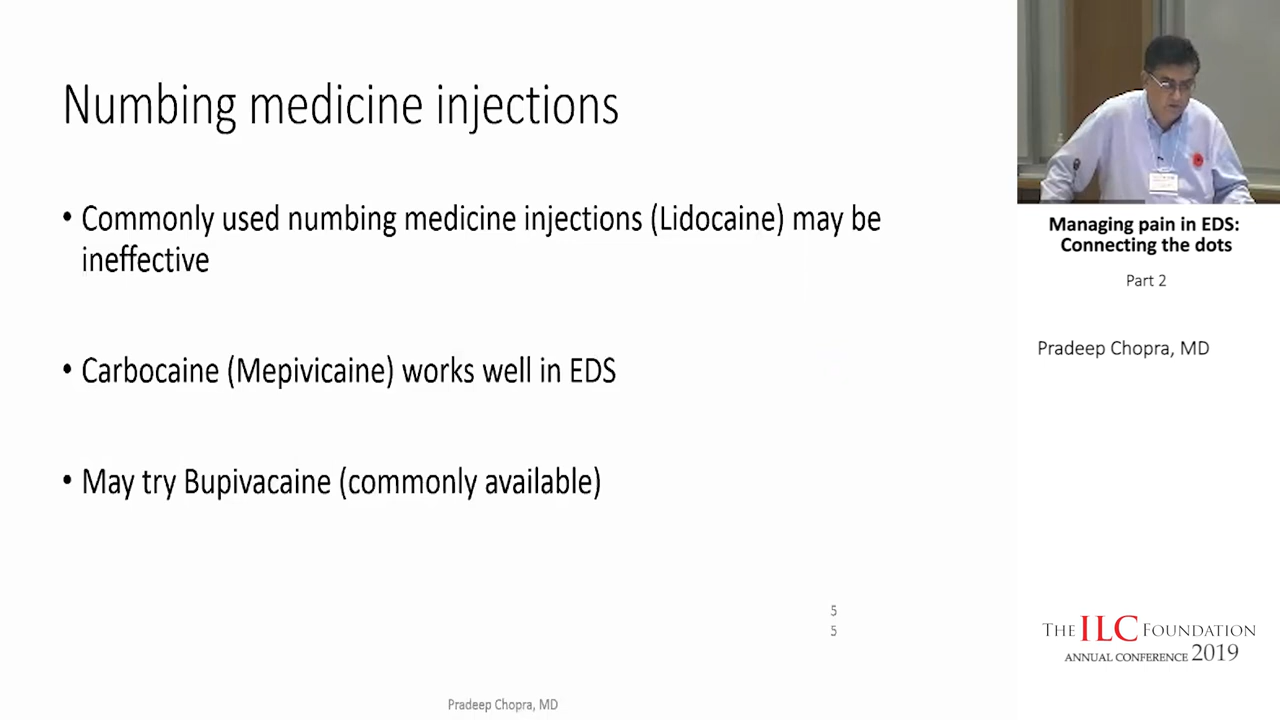 Numbing medicine injections
• Commonly used numbing medicine injections (Lidocaine) may be
ineffective
• Carbocaine (Mepivicaine) works well in EDS
• May try Bupivacaine (commonly available)
5
5
Pradeep Chopra, MD
Managing pain in EDS:
Connecting the dots
Part 2
Pradeep Chopra, MD
THE ILC FOUNDATION
ANNUAL CONFERENCE 2019